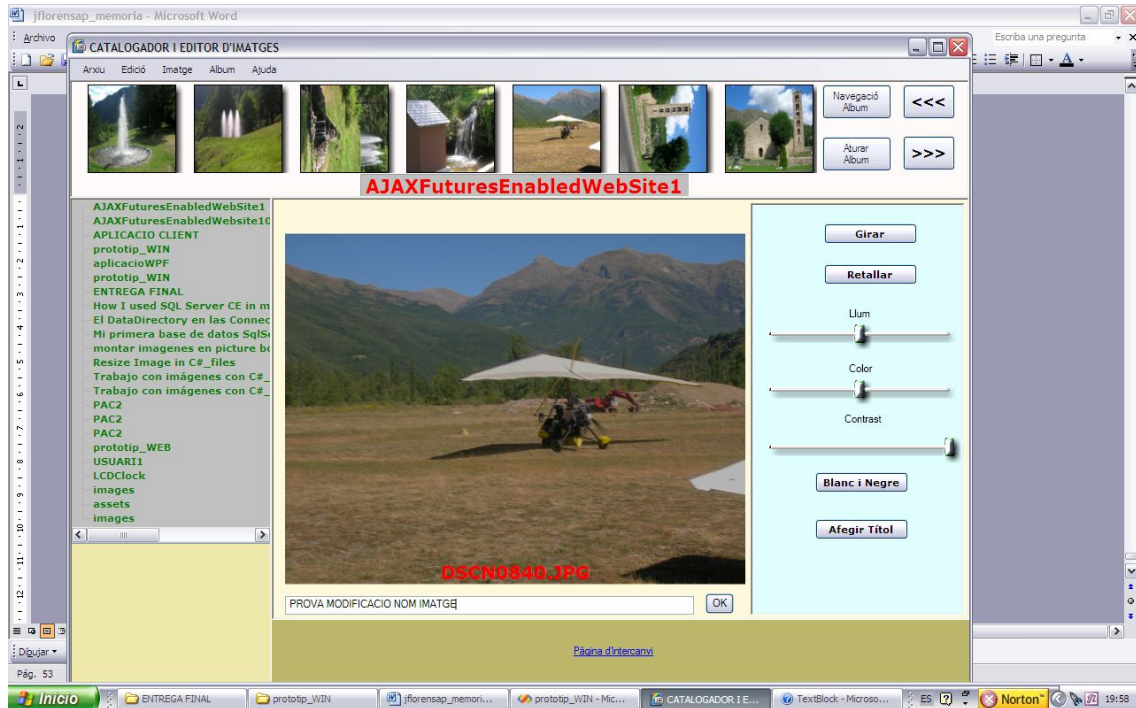 jflorensap_memoria - Microsoft Word
Archivo
Escriba una pregunta
CATALOGADOR I EDITOR D'IMATGES
Arxiu Edició Imatge Album Ajuda
Navegació
Album
<<<
Aturar
Album
>>>
AJAXFuturesEnabledWebSite1
AJAXFuturesEnabledWebSite1
AJAXFuturesEnabledWebsite10
APLICACIO CLIENT
prototip_WIN
aplicacioWPF
prototip_WIN
ENTREGA FINAL
How I used SQL Server CE in m
El DataDirectory en las Connec
Mi primera base de datos SqlSe
montar imagenes en picture bo
Resize Image in C#_files
Trabajo con imágenes con C#_
Trabajo con imágenes con C#_
PAC2
PAC2
PAC2
prototip_WEB
USUARI1
LCDClock
images
assets
images
DSCN0840.JPG
PROVA MODIFICACIO NOM IMATGE
OK
Girar
Retallar
Llum
Color
Contrast
Blanc i Negre
Afegir Títol
Pàgina d'intercanvi
Dibujar
Pág. 53
Inicio
ENTREGA FINAL
prototip_WIN
jflorensap_memori...
prototip_WIN - Mic...
CATALOGADOR I E...
TextBlock - Microso...
ES
Norton™
19:58